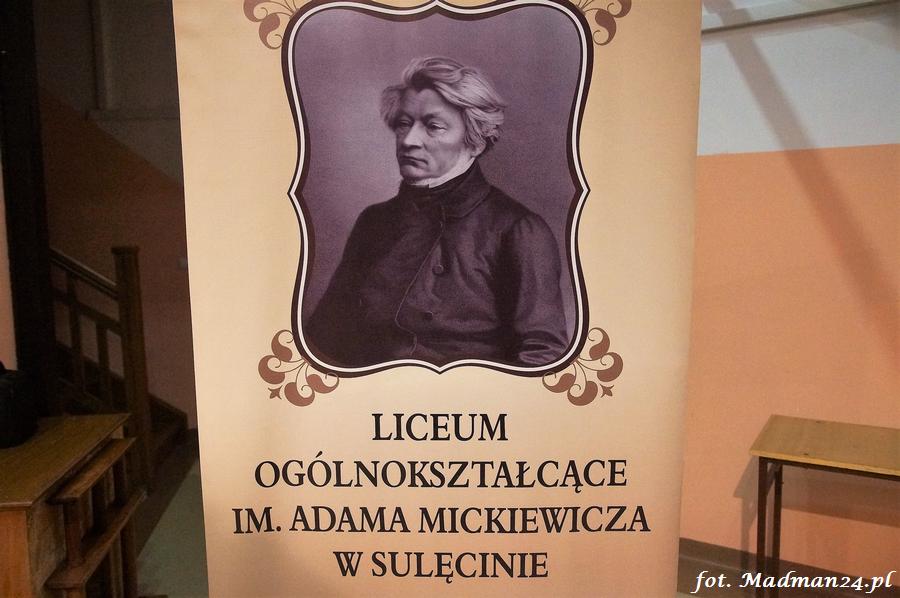 LICEUM
OGÓLNOKSZTAŁCĄCE
IM. ADAMA MICKIEWICZA
W SULĘCINIE
fot. Madman24.pl